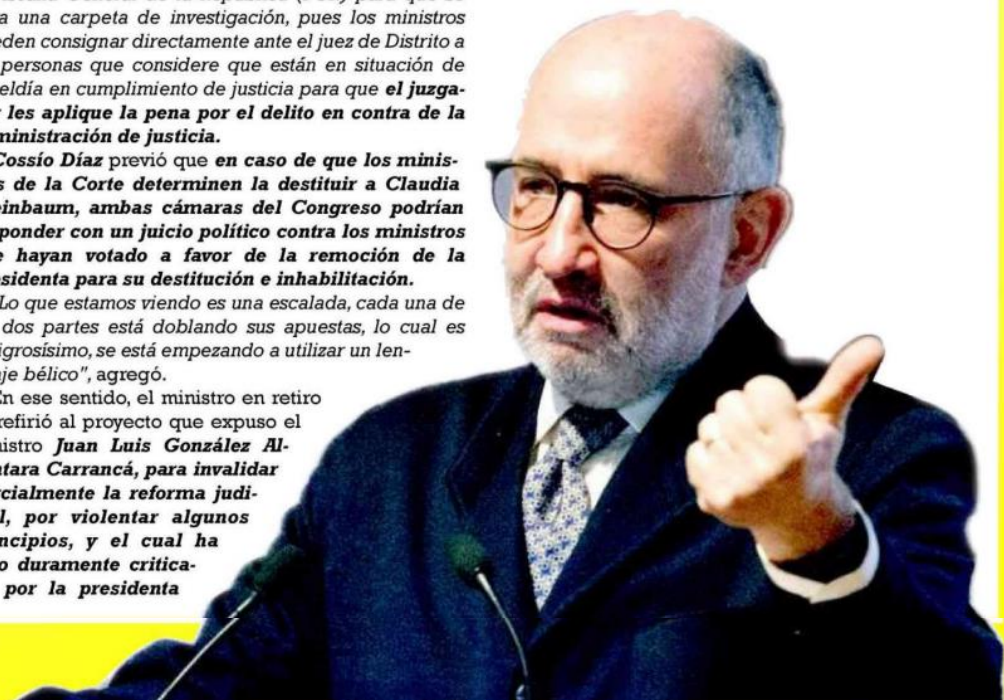 General de la República (FGR) para que se
a una carpeta de investigación, pues los ministros
eden consignar directamente ante el juez de Distrito a
personas que considere que están en situación de
eldía en cumplimiento de justicia para que el juzga-
les aplique la pena por el delito en contra de la
ministración de justicia.
Cossío Díaz previó que en caso de que los minis-
s de la Corte determinen la destituir a Claudia
einbaum, ambas cámaras del Congreso podrían
ponder con un juicio político contra los ministros
e hayan votado a favor de la remoción de la
sidenta para su destitución e inhabilitación.
"Lo que estamos viendo es una escalada, cada una de
dos partes está doblando sus apuestas, lo cual es
igrosísimo, se está empezando a utilizar un len-
aje bélico", agregó.
En ese sentido, el ministro en retiro
refirió al proyecto que expuso el
istro Juan Luis González Al-
ntara Carrancá, para invalidar
rcialmente la reforma judi-
l, por violentar algunos
ncipios, y el cual ha
o duramente critica-
por la presidenta